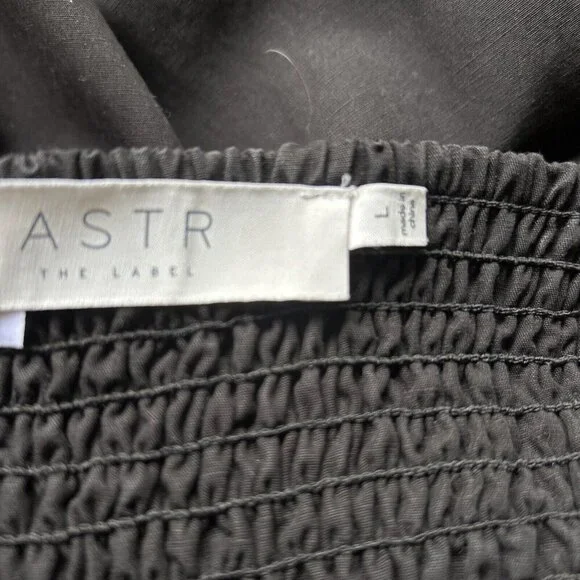 ASTR
THE LABEL
L
made in
china